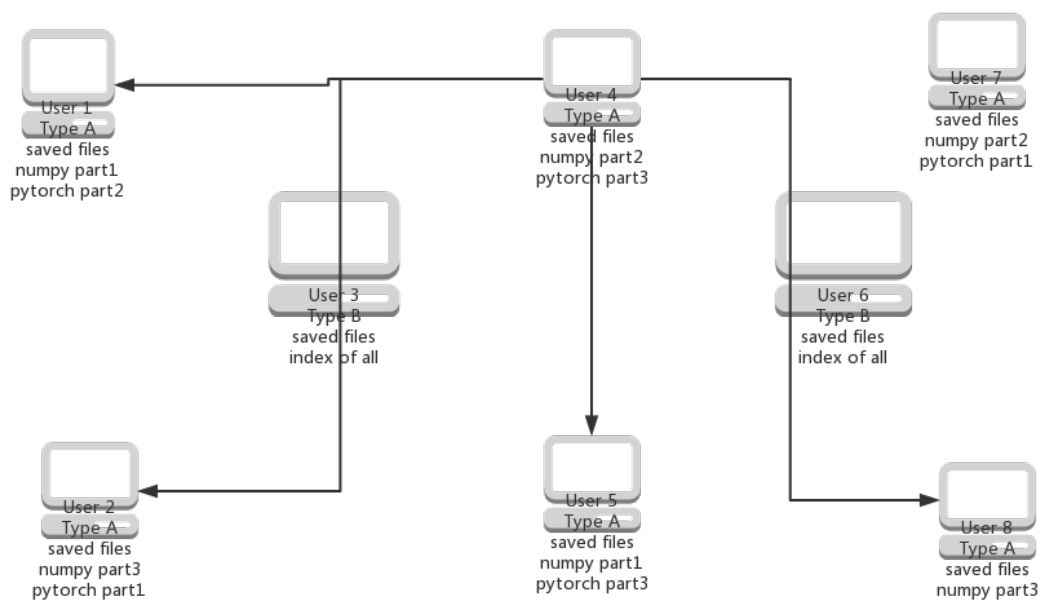 User 1
Type A
saved files
numpy part1
pytorch part2
User 4
Type A
saved files
numpy part2
pytorch part3
User 7
Type A
saved files
numpy part2
pytorch part1
User 3
Type B
saved files
index of all
User 6
Type B
saved files
index of all
User 2
Type A
saved files
numpy part3
pytorch part1
User 5
Type A
saved files
numpy part1
pytorch part3
User 8
Type A
saved files
numpy part3